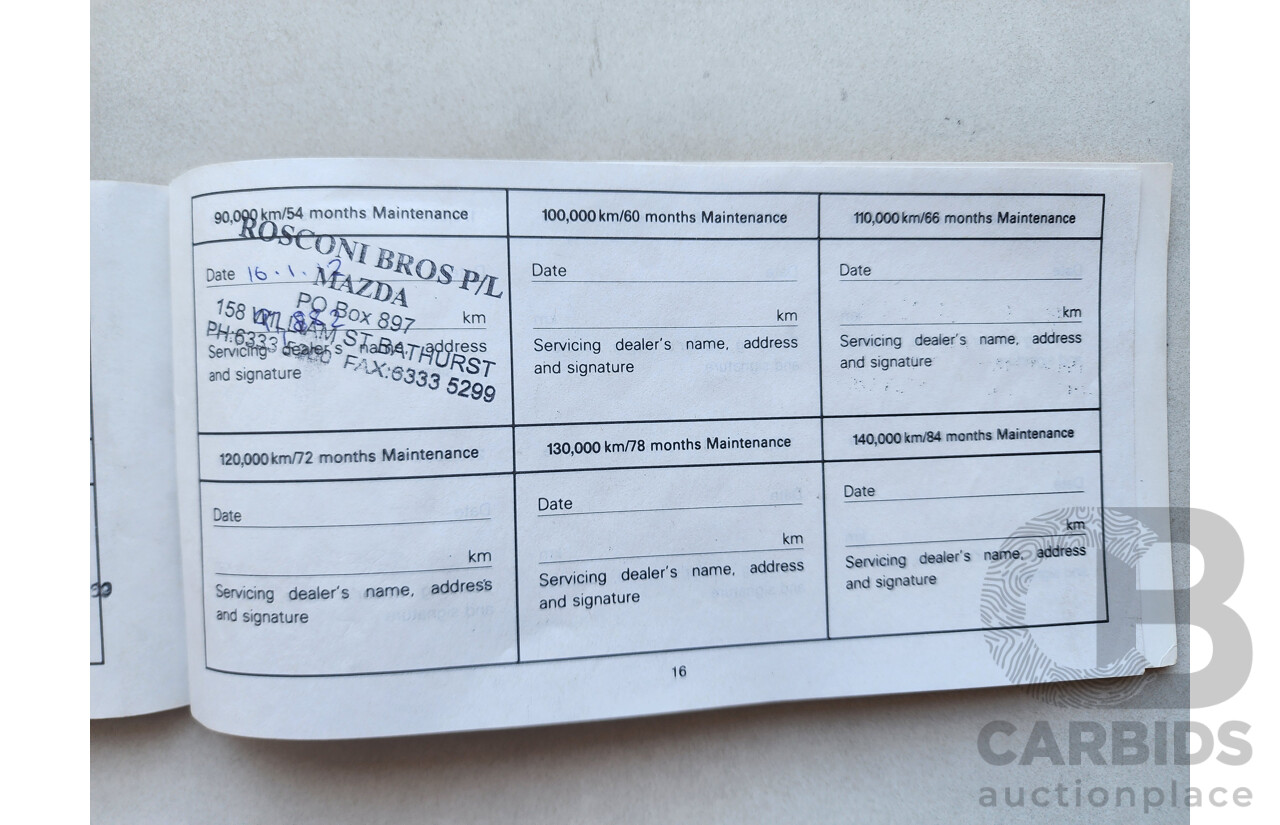 90,000 km/54 months Maintenance
100,000 km/60 months Maintenance
110,000 km/66 months Maintenance
ROSCONI BROS P/L
MAZDA
PO Box 897
158 WILLIAM ST BATHURST
PH:6333 FAX:6333 5299
Date 16.1.
km
Servicing dealer's name, address
and signature
Date
km
Servicing dealer's name, address
and signature
Date
km
Servicing dealer's name, address
and signature
120,000 km/72 months Maintenance
130,000 km/78 months Maintenance
140,000 km/84 months Maintenance
Date
km
Servicing dealer's name, address
and signature
Date
km
Servicing dealer's name, address
and signature
Date
km
Servicing dealer's name, address
and signature
16
CB
CARBIDS
auctionplace